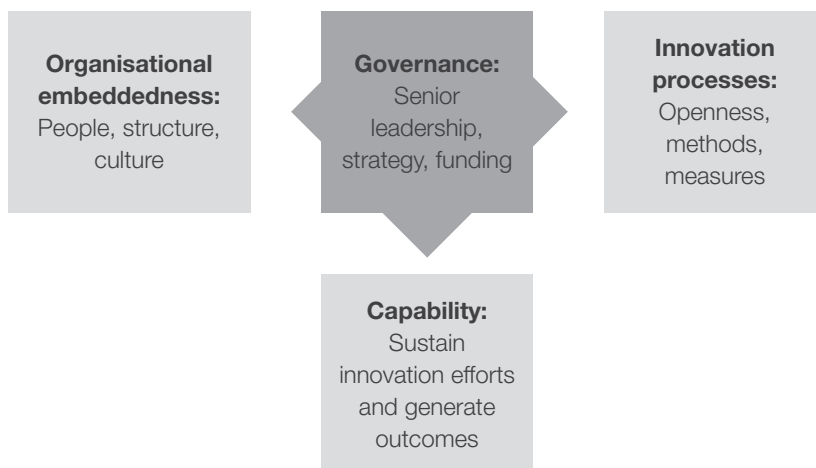 Organisational
embeddedness:
People, structure,
culture
Governance:
Senior
leadership,
strategy, funding
Innovation
processes:
Openness,
methods,
measures
Capability:
Sustain
innovation efforts
and generate
outcomes